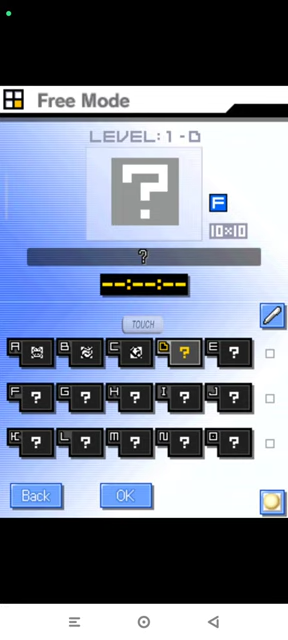 Free Mode
LEVEL: 1 - D
?
F
10×10
?
--:--:--
TOUCH
A B C D ? E ?
F ? G ? H ? I ? J ?
K ? L ? M ? N ? O ?
Back OK